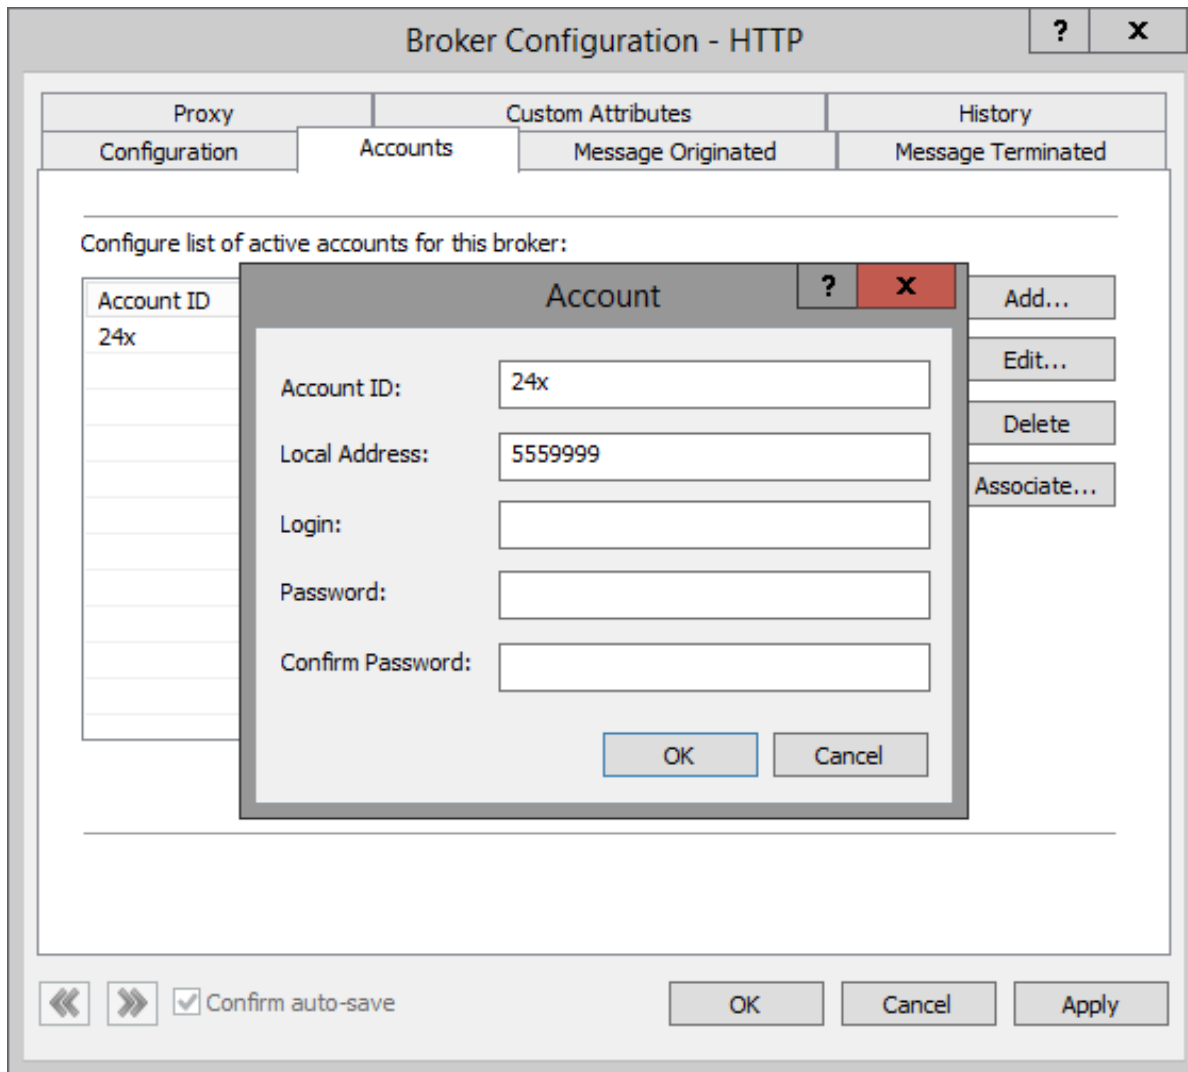 Broker Configuration - HTTP
? x
Proxy Custom Attributes History
Configuration Accounts Message Originated Message Terminated
Configure list of active accounts for this broker:
Account ID
24x
Account
? x
Account ID: 24x
Local Address: 5559999
Login:
Password:
Confirm Password:
OK Cancel
Add...
Edit...
Delete
Associate...
Confirm auto-save
OK Cancel Apply